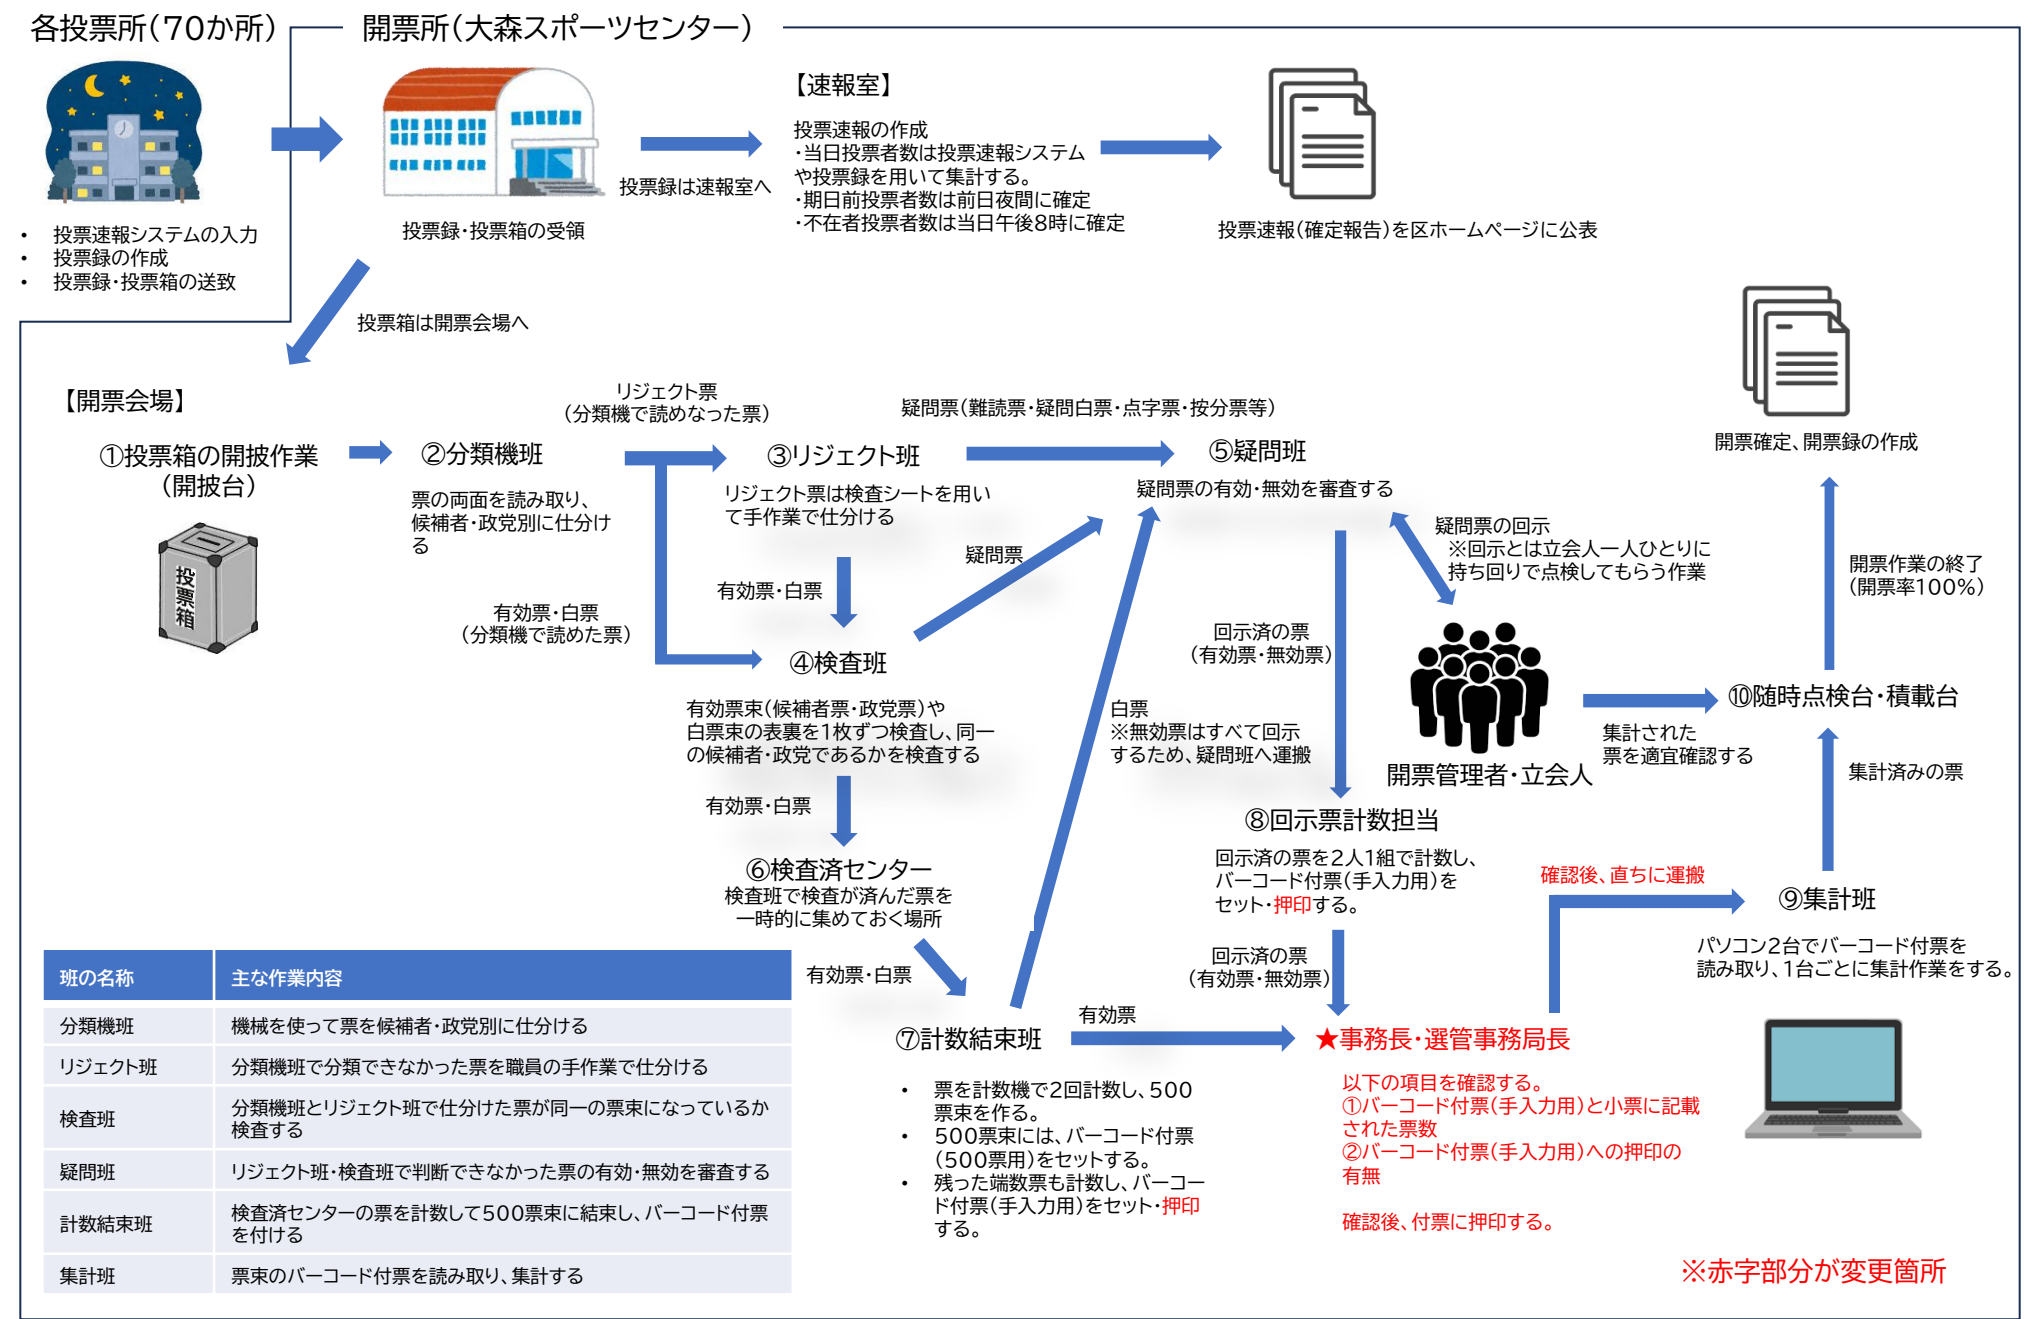 各投票所（70か所）
開票所（大森スポーツセンター）
・ 投票速報システムの入力
・ 投票録の作成
・ 投票録・投票箱の送致
投票録・投票箱の受領
投票録は速報室へ
【速報室】
投票速報の作成
・当日投票者数は投票速報システム
や投票録を用いて集計する。
・期日前投票者数は前日夜間に確定
・不在者投票者数は当日午後8時に確定
投票速報（確定報告）を区ホームページに公表
投票箱は開票会場へ
【開票会場】
①投票箱の開披作業
（開披台）
投票箱
②分類機班
票の両面を読み取り、
候補者・政党別に仕分け
る
リジェクト票
（分類機で読めなった票）
有効票・白票
（分類機で読めた票）
③リジェクト班
リジェクト票は検査シートを用い
て手作業で仕分ける
有効票・白票
疑問票（難読票・疑問白票・点字票・按分票等）
疑問票
④検査班
有効票束（候補者票・政党票）や
白票束の表裏を1枚ずつ検査し、同一
の候補者・政党であるかを検査する
有効票・白票
⑤疑問班
疑問票の有効・無効を審査する
疑問票の回示
※回示とは立会人一人ひとりに
持ち回りで点検してもらう作業
回示済の票
（有効票・無効票）
白票
※無効票はすべて回示
するため、疑問班へ運搬
開票管理者・立会人
集計された
票を適宜確認する
⑥検査済センター
検査班で検査が済んだ票を
一時的に集めておく場所
有効票・白票
⑦計数結束班
・ 票を計数機で2回計数し、500
票束を作る。
・ 500票束には、バーコード付票
（500票用）をセットする。
・ 残った端数票も計数し、バーコー
ド付票（手入力用）をセット・押印
する。
有効票
⑧回示票計数担当
回示済の票を2人1組で計数し、
バーコード付票（手入力用）を
セット・押印する。
回示済の票
（有効票・無効票）
★事務長・選管事務局長
以下の項目を確認する。
①バーコード付票（手入力用）と小票に記載
された票数
②バーコード付票（手入力用）への押印の
有無
確認後、付票に押印する。
確認後、直ちに運搬
⑨集計班
パソコン2台でバーコード付票を
読み取り、1台ごとに集計作業をする。
集計済みの票
⑩随時点検台・積載台
開票作業の終了
（開票率100%）
開票確定、開票録の作成
班の名称 主な作業内容
分類機班 機械を使って票を候補者・政党別に仕分ける
リジェクト班 分類機班で分類できなかった票を職員の手作業で仕分ける
検査班 分類機班とリジェクト班で仕分けた票が同一の票束になっているか
検査する
疑問班 リジェクト班・検査班で判断できなかった票の有効・無効を審査する
計数結束班 検査済センターの票を計数して500票束に結束し、バーコード付票
を付ける
集計班 票束のバーコード付票を読み取り、集計する
※赤字部分が変更箇所